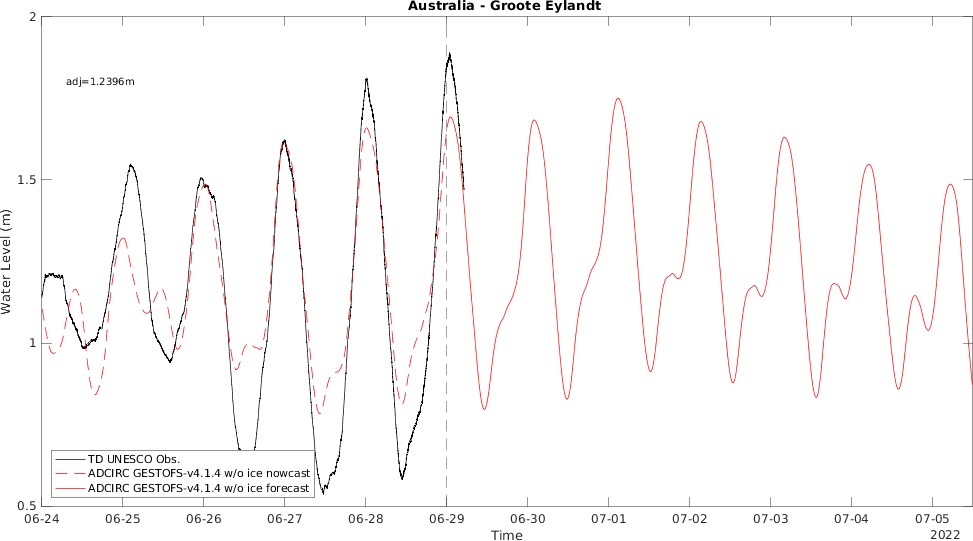 Australia - Groote Eylandt
2
adj=1.2396m
1.5
Water Level (m)
1
TD UNESCO Obs.
ADCIRC GESTOFS-v4.1.4 w/o ice nowcast
ADCIRC GESTOFS-v4.1.4 w/o ice forecast
0.5
06-24 06-25 06-26 06-27 06-28 06-29 06-30 07-01 07-02 07-03 07-04 07-05
Time
2022